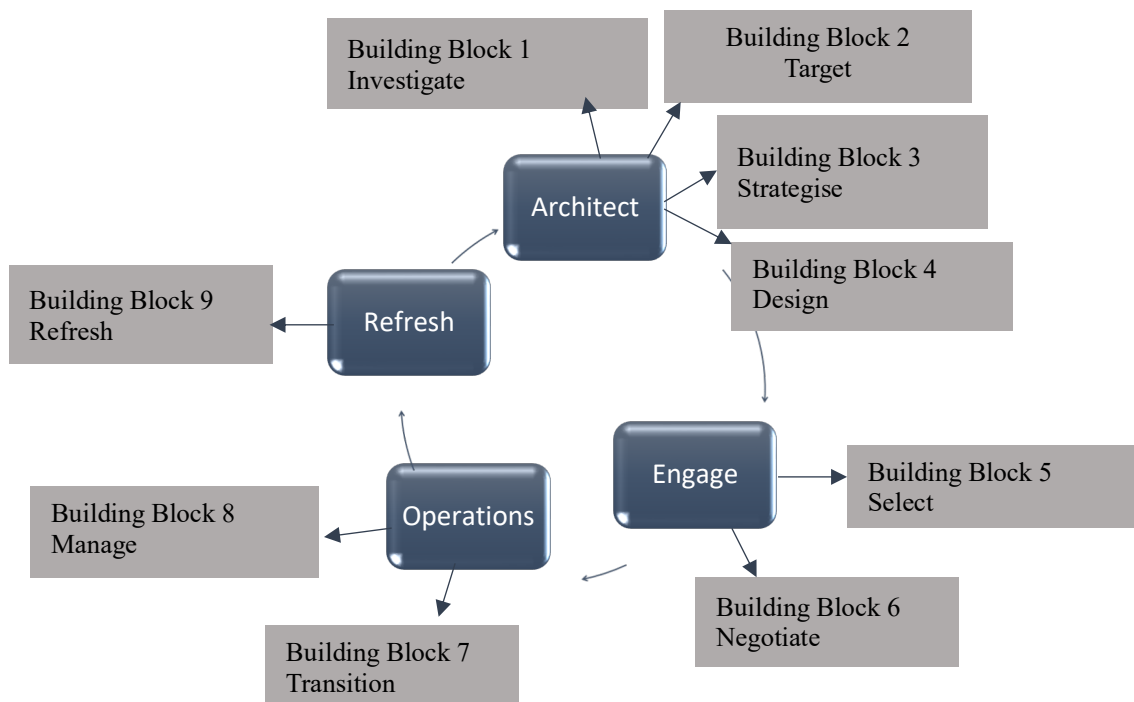 Building Block 1
Investigate
Building Block 2
Target
Building Block 3
Strategise
Architect
Building Block 4
Design
Building Block 9
Refresh
Refresh
Engage
Building Block 5
Select
Operations
Building Block 8
Manage
Building Block 6
Negotiate
Building Block 7
Transition